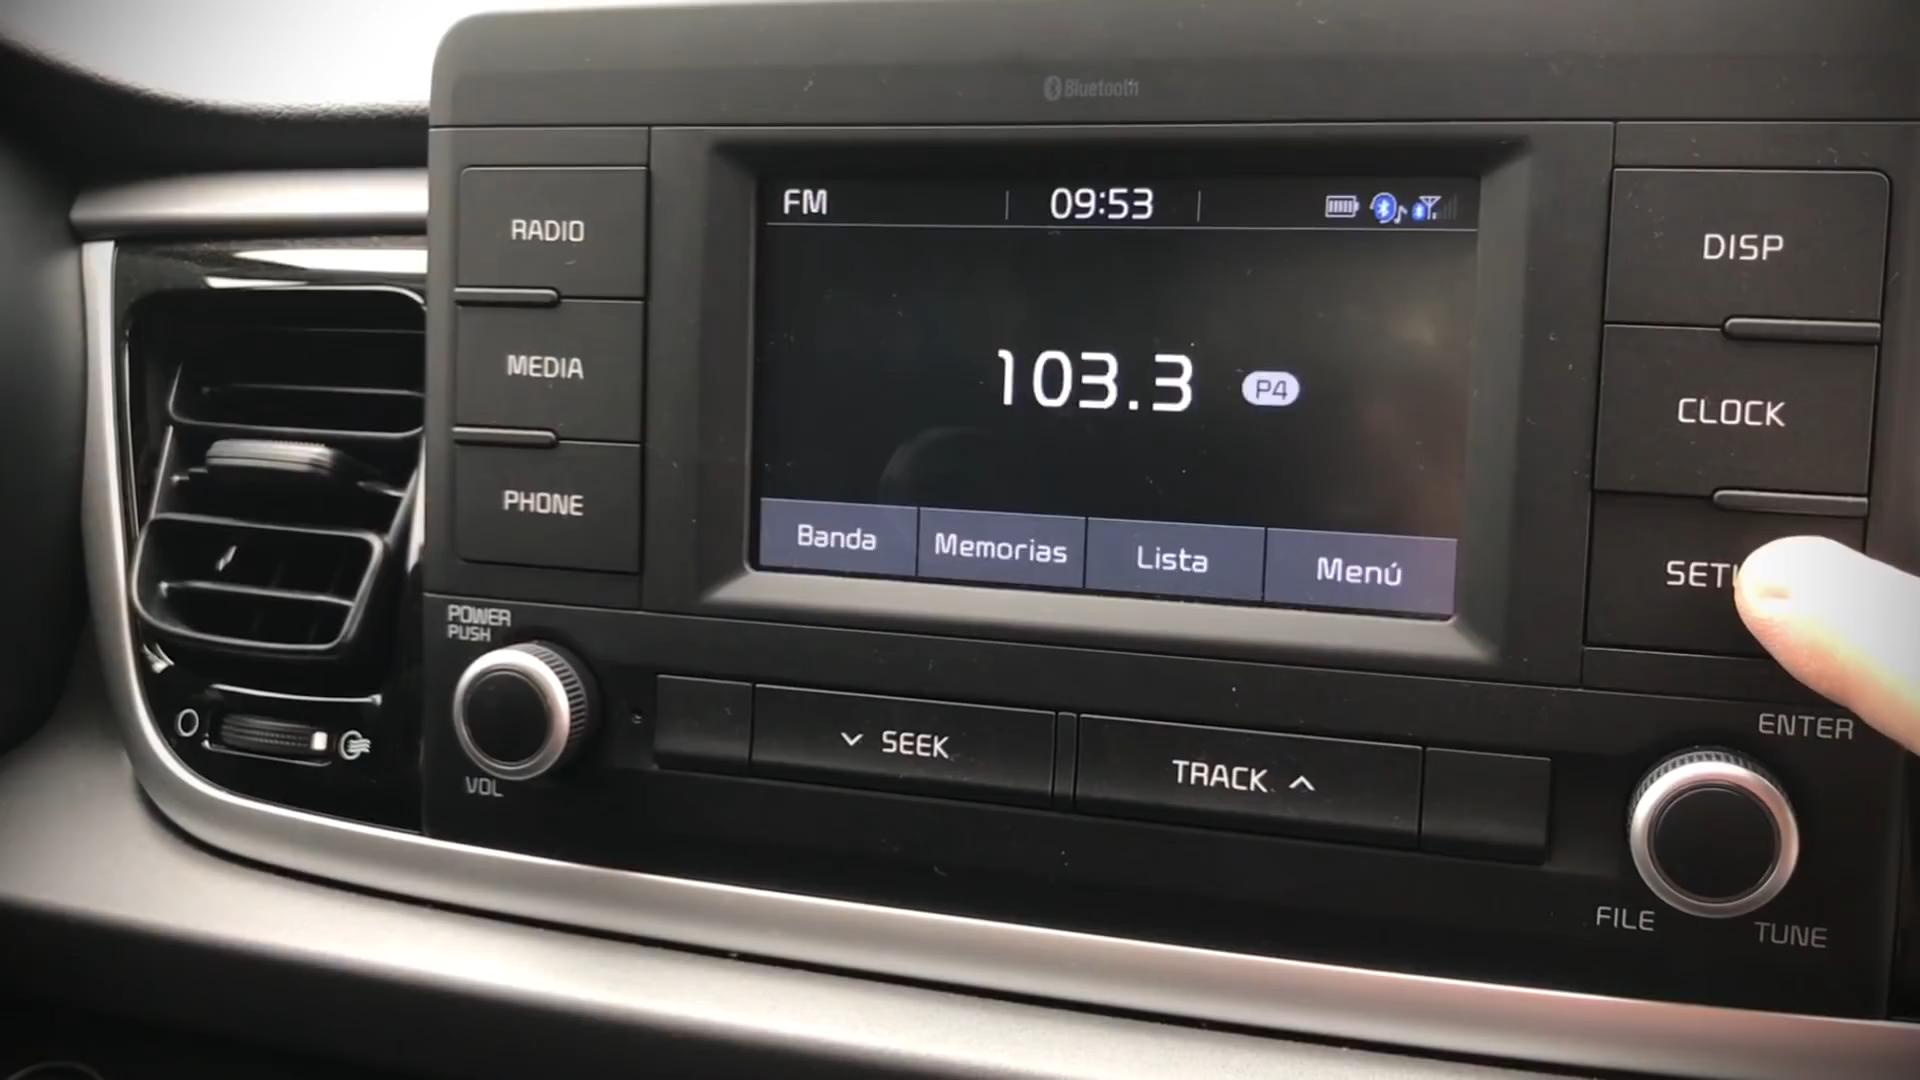 Bluetooth
RADIO
MEDIA
PHONE
FM
09:53
103.3
P4
Banda
Memorias
Lista
Menú
DISP
CLOCK
POWER
PUSH
VOL
SEEK
TRACK
ENTER
FILE
TUNE